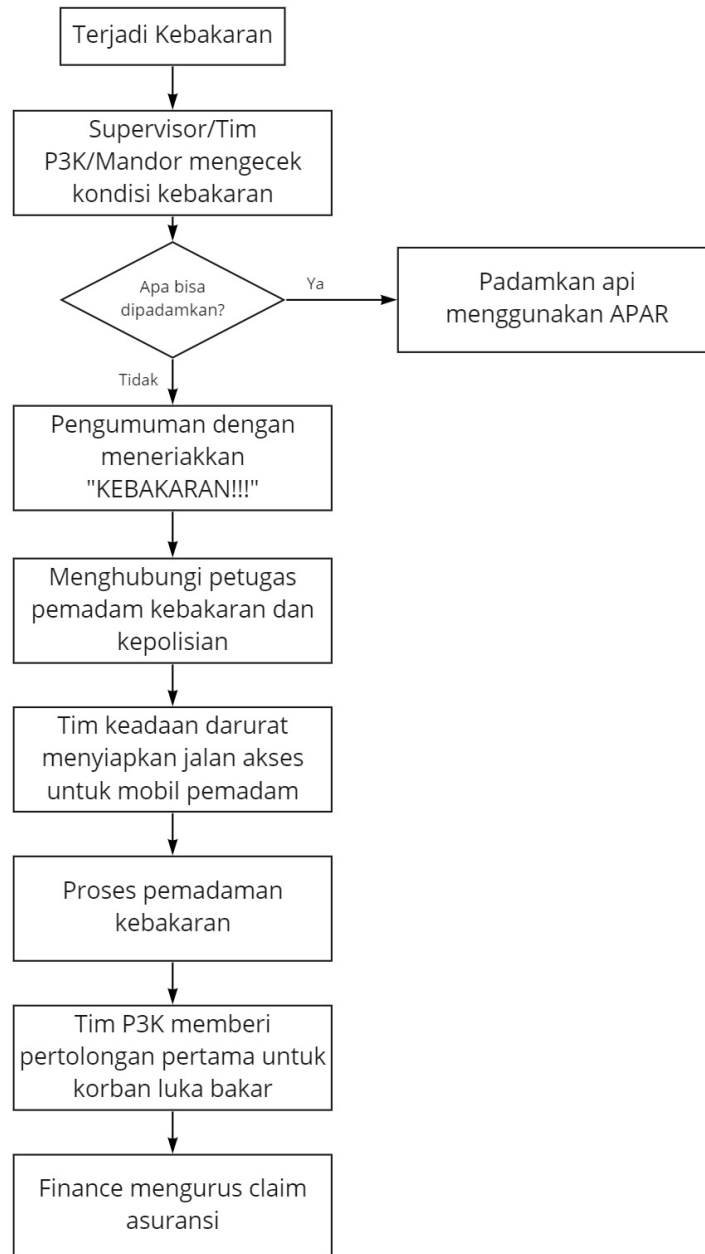 Terjadi Kebakaran
Supervisor/Tim
P3K/Mandor mengecek
kondisi kebakaran
Apa bisa
dipadamkan?
Ya
Padamkan api
menggunakan APAR
Tidak
Pengumuman dengan
meneriakkan
"KEBAKARAN!!!"
Menghubungi petugas
pemadam kebakaran dan
kepolisian
Tim keadaan darurat
menyiapkan jalan akses
untuk mobil pemadam
Proses pemadaman
kebakaran
Tim P3K memberi
pertolongan pertama untuk
korban luka bakar
Finance mengurus claim
asuransi